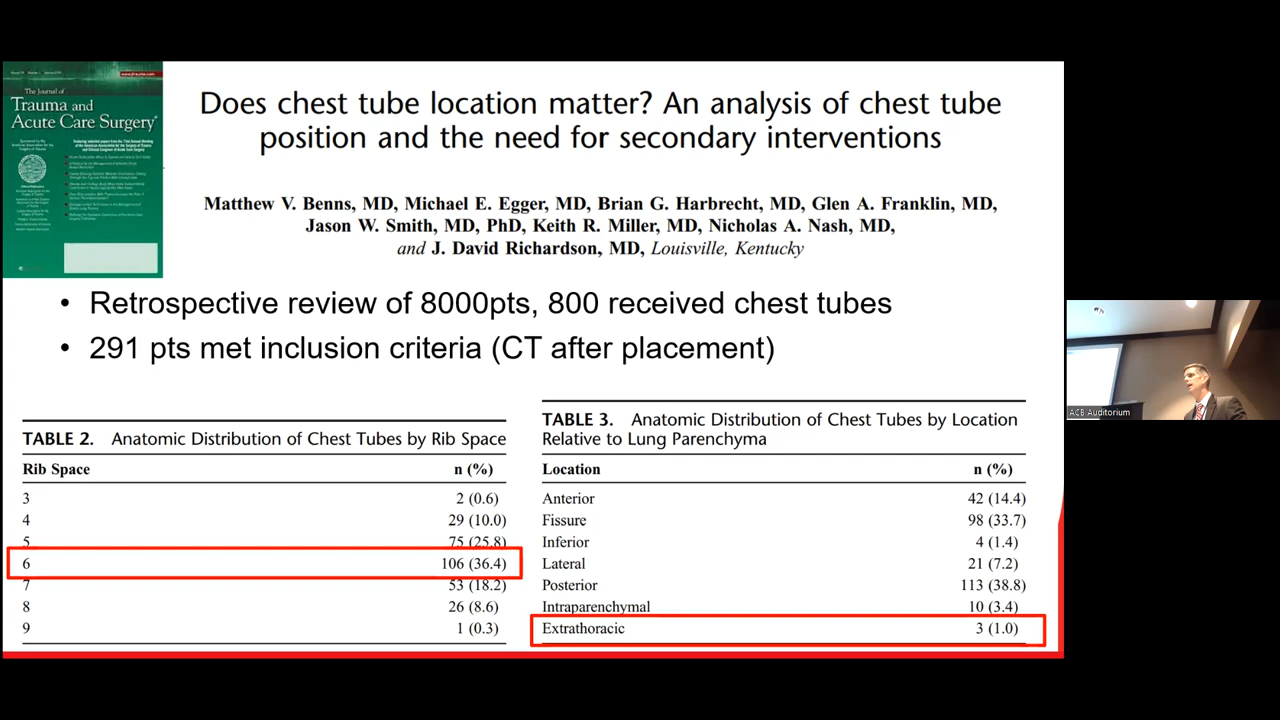 The Journal of
Trauma and
Acute Care Surgery
Does chest tube location matter? An analysis of chest tube
position and the need for secondary interventions
Matthew V. Benns, MD, Michael E. Egger, MD, Brian G. Harbrecht, MD, Glen A. Franklin, MD,
Jason W. Smith, MD, PhD, Keith R. Miller, MD, Nicholas A. Nash, MD,
and J. David Richardson, MD, Louisville, Kentucky
• Retrospective review of 8000pts, 800 received chest tubes
• 291 pts met inclusion criteria (CT after placement)
TABLE 2. Anatomic Distribution of Chest Tubes by Rib Space
Rib Space n (%)
3 2 (0.6)
4 29 (10.0)
5 75 (25.8)
6 106 (36.4)
7 53 (18.2)
8 26 (8.6)
9 1 (0.3)
TABLE 3. Anatomic Distribution of Chest Tubes by Location
Relative to Lung Parenchyma
Location n (%)
Anterior 42 (14.4)
Fissure 98 (33.7)
Inferior 4 (1.4)
Lateral 21 (7.2)
Posterior 113 (38.8)
Intraparenchymal 10 (3.4)
Extrathoracic 3 (1.0)
ACB Auditorium